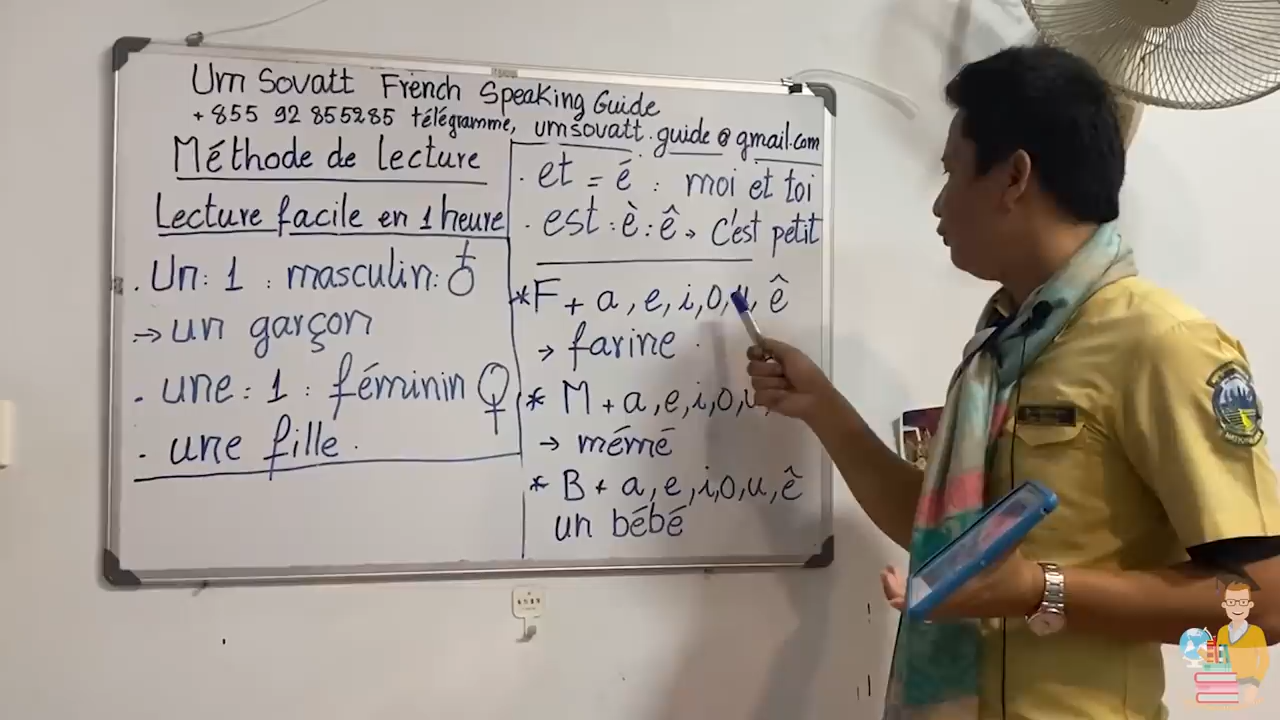 Um Sovatt French Speaking Guide
+855 92 855285 télégramme, umsovatt.guide@gmail.com
Méthode de lecture
Lecture facile en 1 heure
. Un : 1 : masculin : ♂
→ un garçon
. une : 1 : féminin ♀
. une fille .
. et = é : moi et toi
. est : è : ê → c'est petit
* F + a, e, i, o, u, ê
→ farine .
* M + a, e, i, o, u,
→ mémé
* B + a, e, i, o, u, ê
un bébé